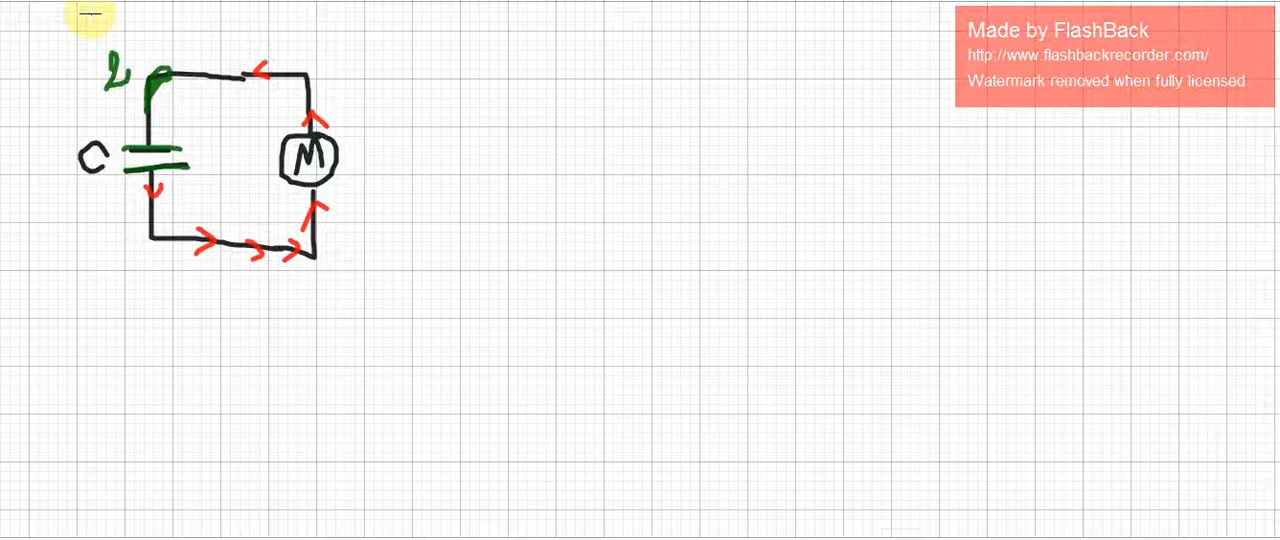 Made by FlashBack
http://www.flashbackrecorder.com/
Watermark removed when fully licensed
C
M